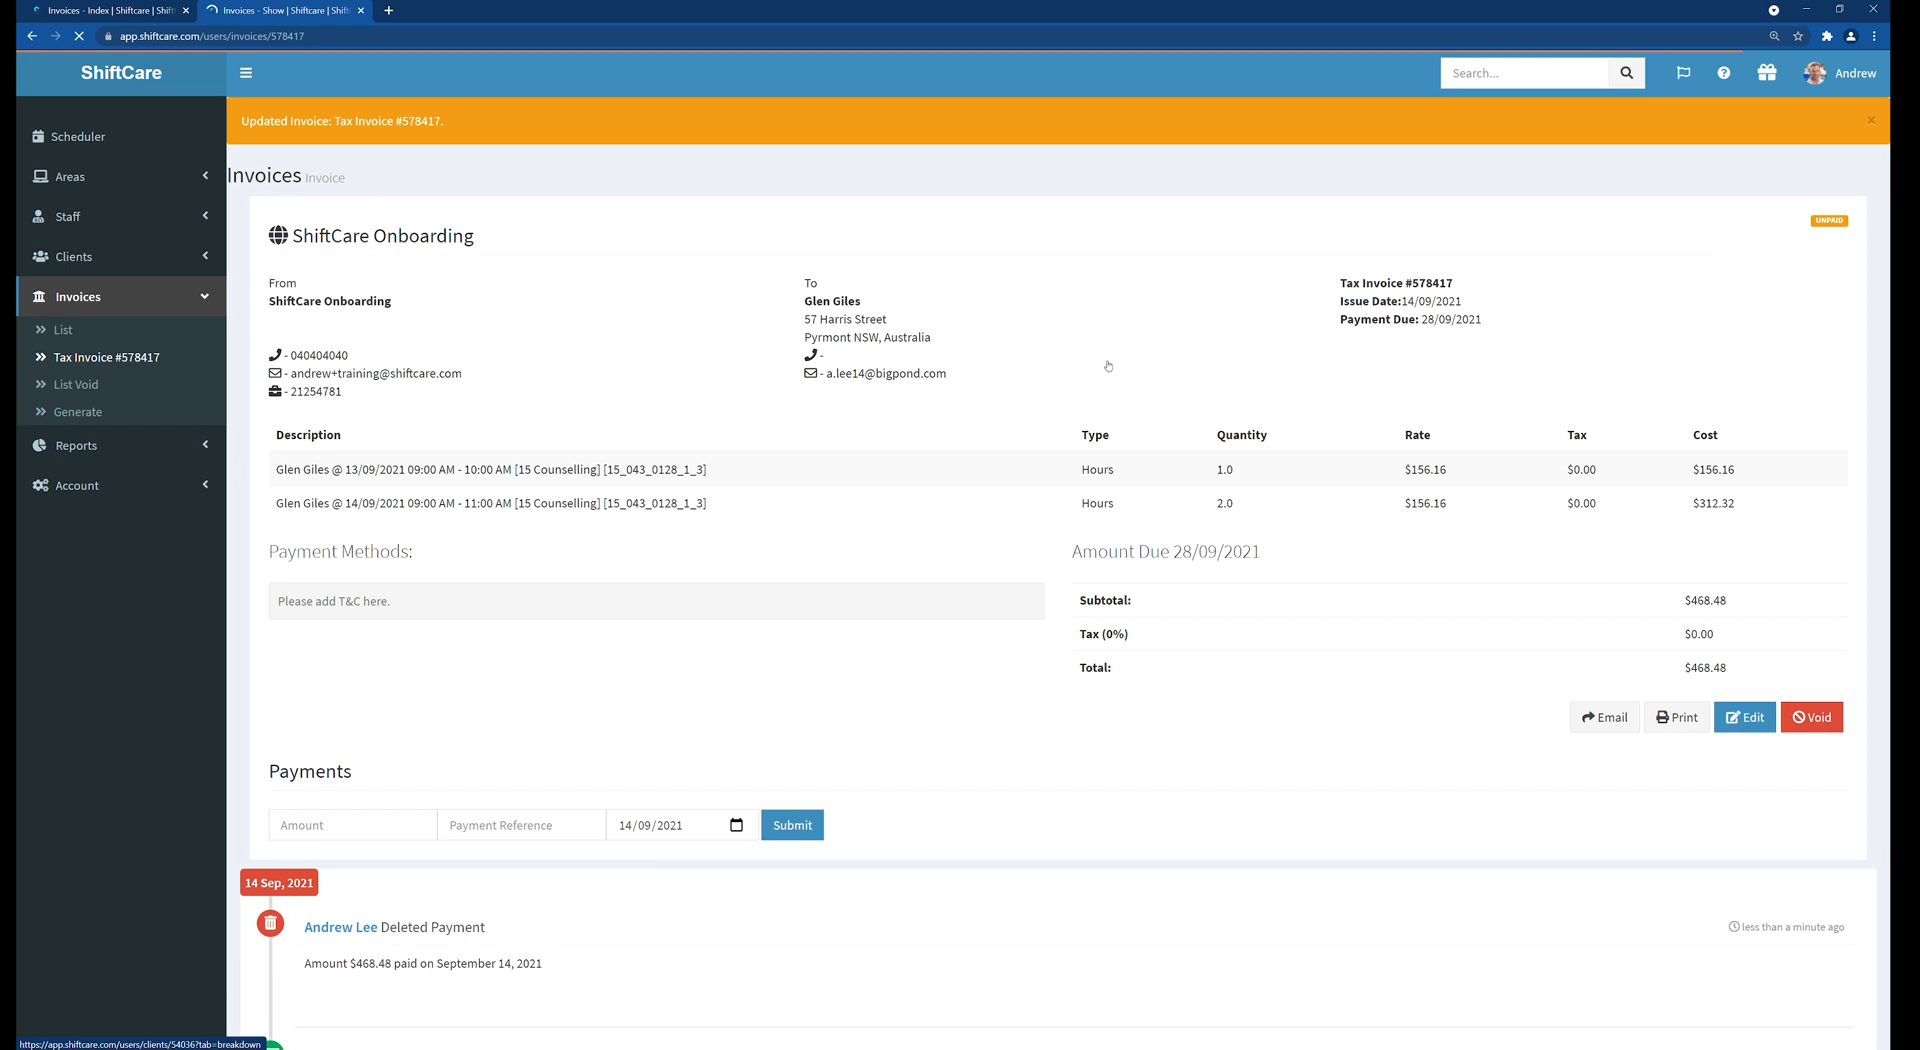 Invoices - Index | Shiftcare | Shift
Invoices - Show | Shiftcare | Shift
app.shiftcare.com/users/invoices/578417
ShiftCare
Search...
Andrew
Updated Invoice: Tax Invoice #578417.
Scheduler
Areas
Staff
Clients
Invoices
List
Tax Invoice #578417
List Void
Generate
Reports
Account
Invoices Invoice
ShiftCare Onboarding
UNPAID
From
ShiftCare Onboarding
- 040404040
- andrew+training@shiftcare.com
- 21254781
To
Glen Giles
57 Harris Street
Pyrmont NSW, Australia
-
- a.lee14@bigpond.com
Tax Invoice #578417
Issue Date:14/09/2021
Payment Due: 28/09/2021
Description Type Quantity Rate Tax Cost
Glen Giles @ 13/09/2021 09:00 AM - 10:00 AM [15 Counselling] [15_043_0128_1_3] Hours 1.0 $156.16 $0.00 $156.16
Glen Giles @ 14/09/2021 09:00 AM - 11:00 AM [15 Counselling] [15_043_0128_1_3] Hours 2.0 $156.16 $0.00 $312.32
Payment Methods:
Please add T&C here.
Amount Due 28/09/2021
Subtotal: $468.48
Tax (0%) $0.00
Total: $468.48
Email Print Edit Void
Payments
Amount Payment Reference 14/09/2021 Submit
14 Sep, 2021
Andrew Lee Deleted Payment less than a minute ago
Amount $468.48 paid on September 14, 2021
https://app.shiftcare.com/users/clients/54036?tab=breakdown